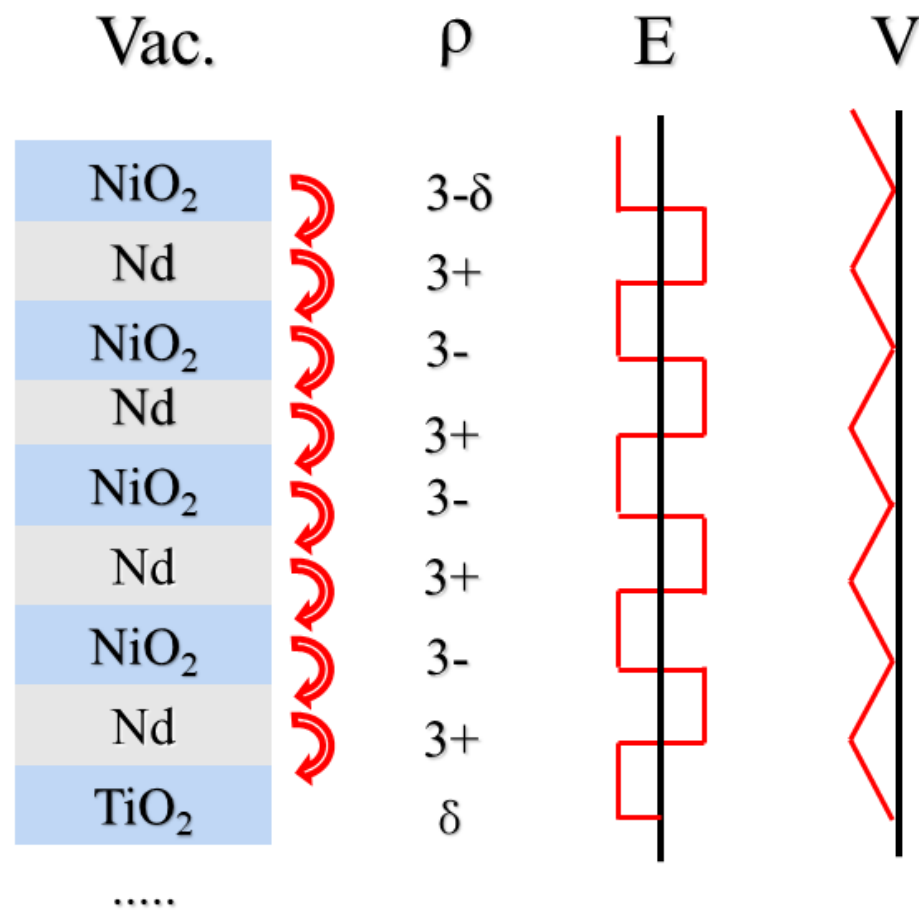 Vac. ρ E V
NiO₂ 3-δ
Nd 3+
NiO₂ 3-
Nd 3+
NiO₂ 3-
Nd 3+
NiO₂ 3-
Nd 3+
TiO₂ δ
.....